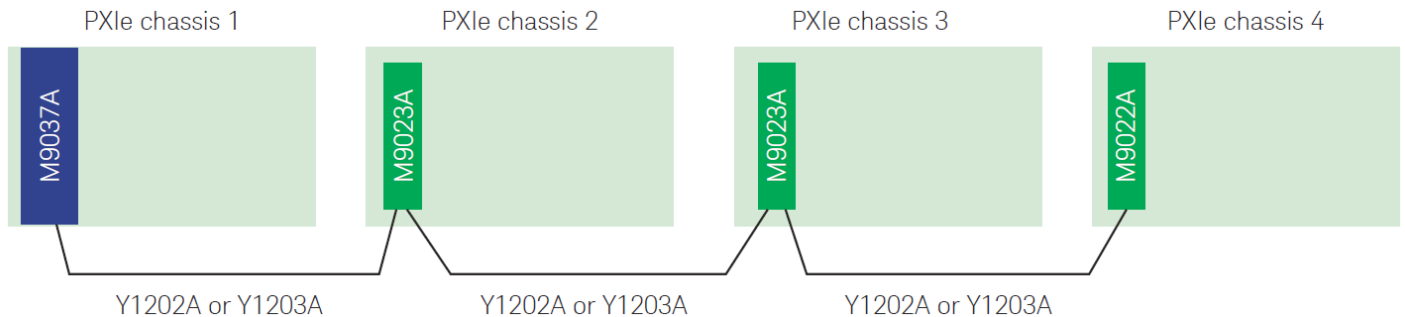 PXIe chassis 1
PXIe chassis 2
PXIe chassis 3
PXIe chassis 4
M9037A
M9023A
M9023A
M9022A
Y1202A or Y1203A
Y1202A or Y1203A
Y1202A or Y1203A